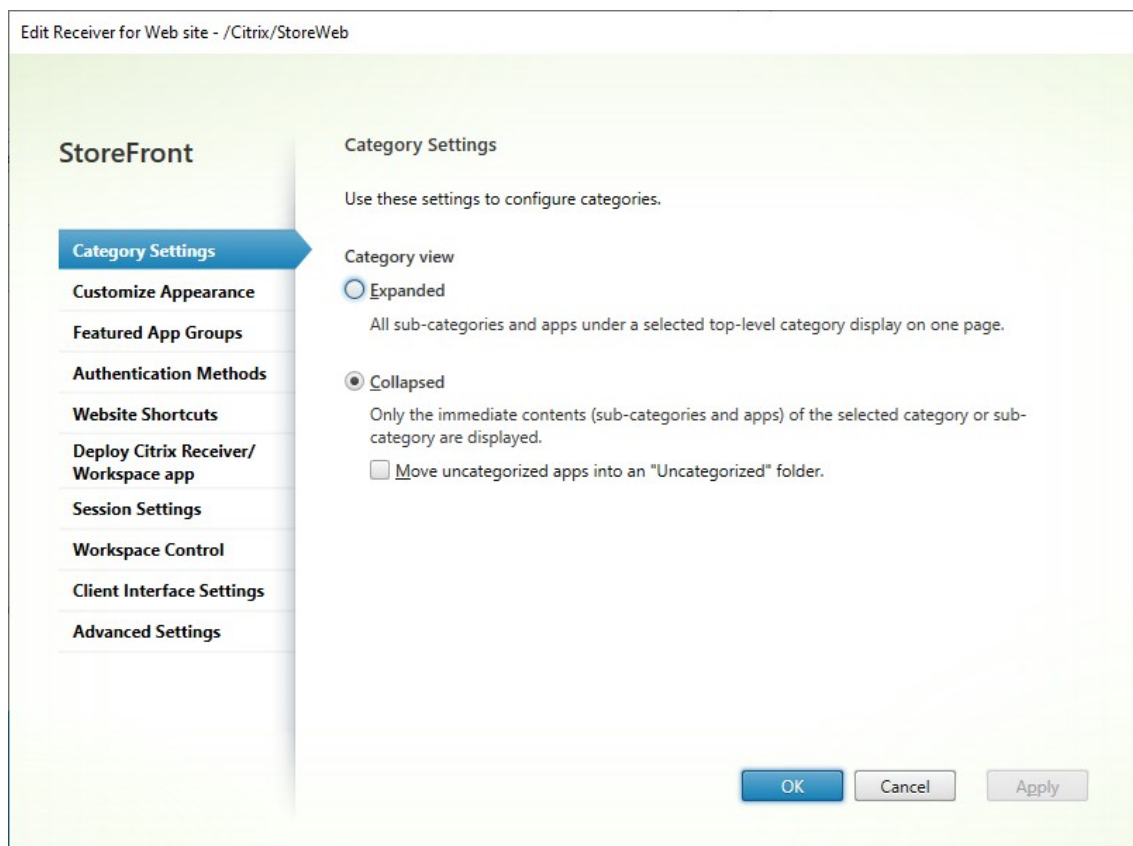 Edit Receiver for Web site - /Citrix/StoreWeb
StoreFront
Category Settings
Customize Appearance
Featured App Groups
Authentication Methods
Website Shortcuts
Deploy Citrix Receiver/
Workspace app
Session Settings
Workspace Control
Client Interface Settings
Advanced Settings
Category Settings
Use these settings to configure categories.
Category view
Expanded
All sub-categories and apps under a selected top-level category display on one page.
Collapsed
Only the immediate contents (sub-categories and apps) of the selected category or sub-
category are displayed.
Move uncategorized apps into an "Uncategorized" folder.
OK
Cancel
Apply